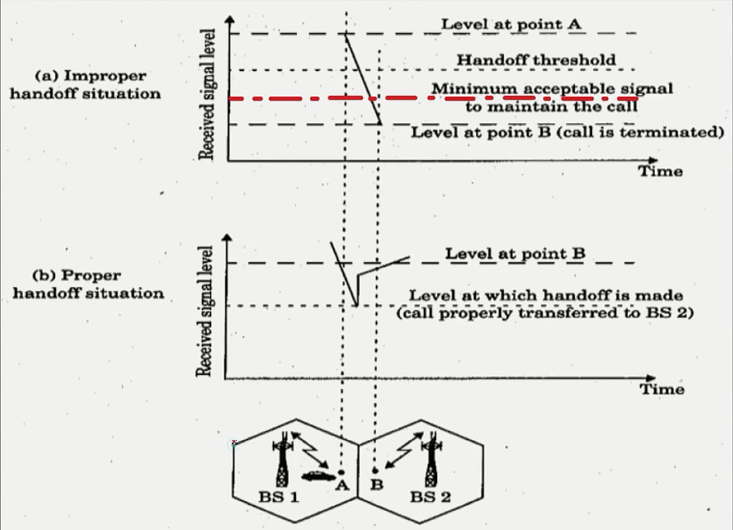 Level at point A
Handoff threshold
(a) Improper
handoff situation
Received signal level
Minimum acceptable signal
to maintain the call
Level at point B (call is terminated)
Time
(b) Proper
handoff situation
Received signal level
Level at point B
Level at which handoff is made
(call properly transferred to BS 2)
Time
BS 1
A
B
BS 2